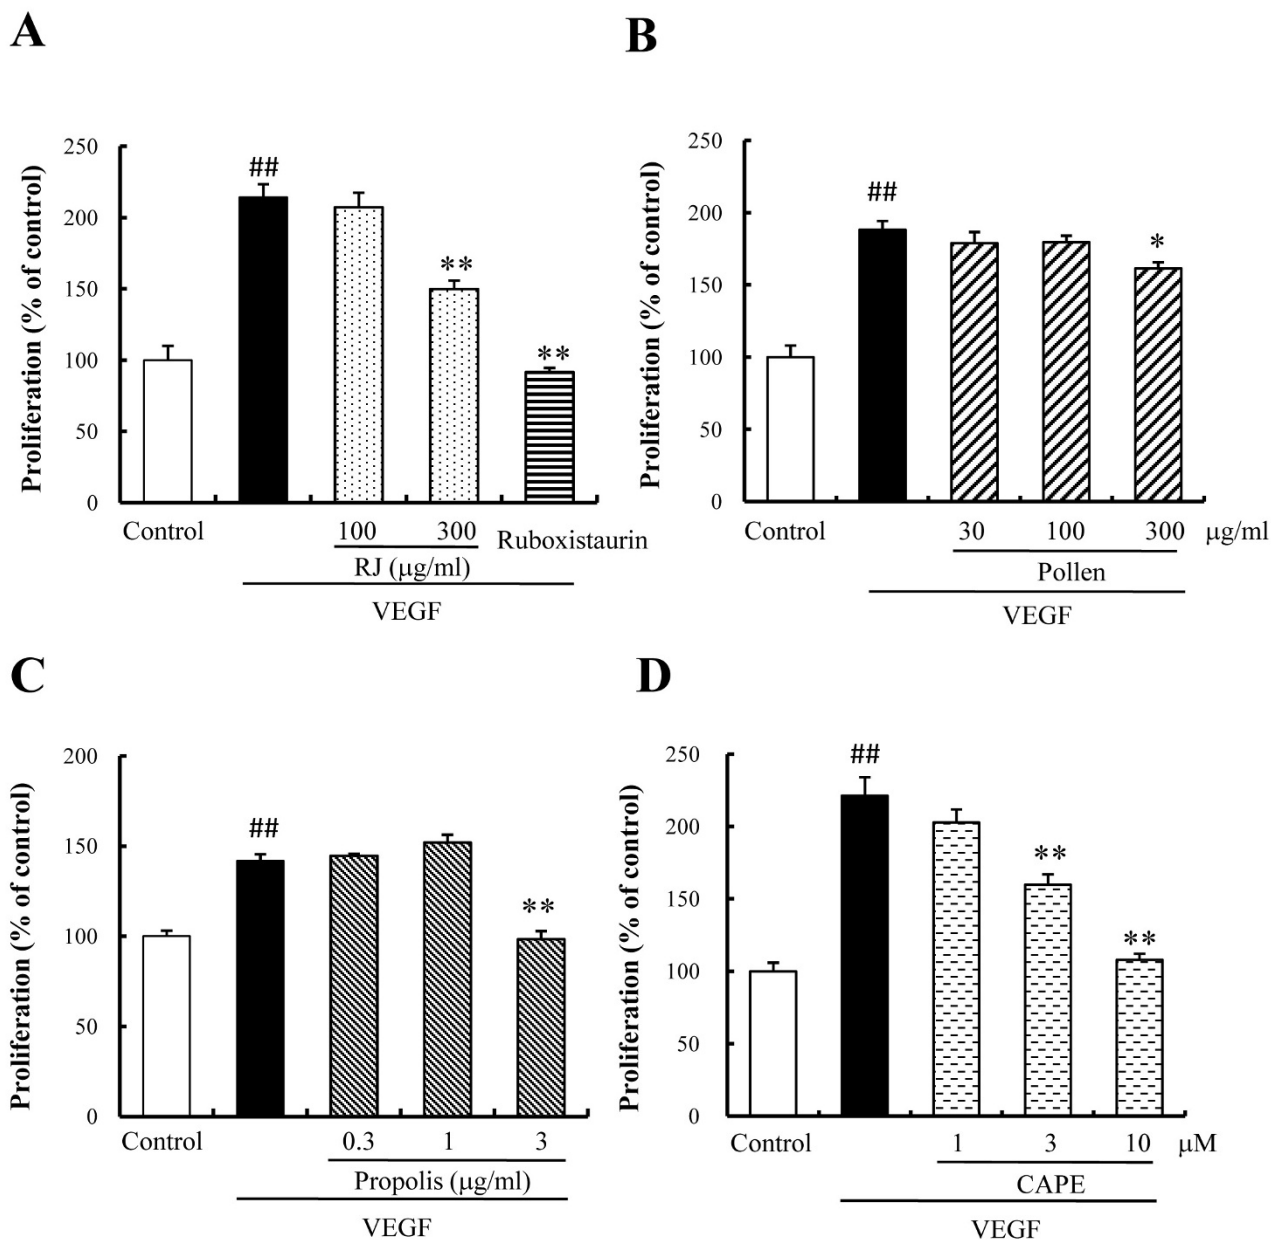 A
Proliferation (% of control)
250
200
150
100
50
0
##
**
**
Control
100
300
Ruboxistaurin
RJ (μg/ml)
VEGF
B
Proliferation (% of control)
250
200
150
100
50
0
##
*
Control
30
100
300
μg/ml
Pollen
VEGF
C
Proliferation (% of control)
200
150
100
50
0
##
**
Control
0.3
1
3
Propolis (μg/ml)
VEGF
D
Proliferation (% of control)
250
200
150
100
50
0
##
**
**
Control
1
3
10
μM
CAPE
VEGF